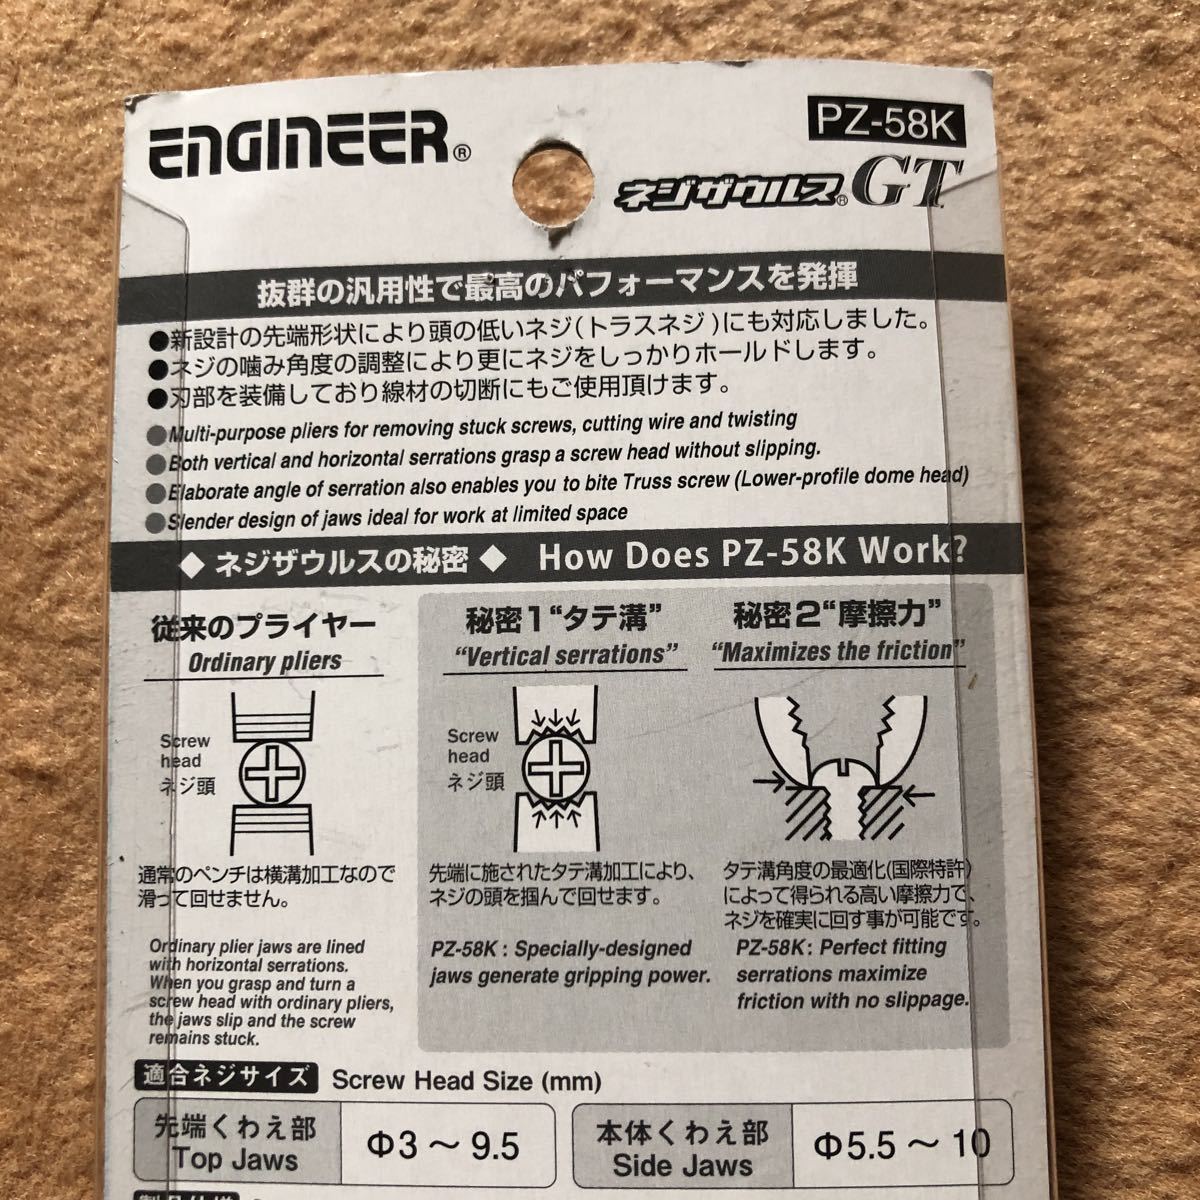 ENGINEER®
PZ-58K
ネジザウルス®GT
抜群の汎用性で最高のパフォーマンスを発揮
●新設計の先端形状により頭の低いネジ(トラスネジ)にも対応しました。
●ネジの噛み角度の調整により更にネジをしっかりホールドします。
●刃部を装備しており線材の切断にもご使用頂けます。
●Multi-purpose pliers for removing stuck screws, cutting wire and twisting
●Both vertical and horizontal serrations grasp a screw head without slipping.
●Elaborate angle of serration also enables you to bite Truss screw (Lower-profile dome head)
●Slender design of jaws ideal for work at limited space
◆ ネジザウルスの秘密 ◆ How Does PZ-58K Work?
従来のプライヤー
Ordinary pliers
Screw
head
ネジ頭
通常のペンチは横溝加工なので
滑って回せません。
Ordinary plier jaws are lined
with horizontal serrations.
When you grasp and turn a
screw head with ordinary pliers,
the jaws slip and the screw
remains stuck.
秘密1“タテ溝”
“Vertical serrations”
Screw
head
ネジ頭
先端に施されたタテ溝加工により、
ネジの頭を掴んで回せます。
PZ-58K : Specially-designed
jaws generate gripping power.
秘密2“摩擦力”
“Maximizes the friction”
タテ溝角度の最適化(国際特許)
によって得られる高い摩擦力で、
ネジを確実に回す事が可能です。
PZ-58K : Perfect fitting
serrations maximize
friction with no slippage.
適合ネジサイズ Screw Head Size (mm)
先端くわえ部
Top Jaws
Φ3 〜 9.5
本体くわえ部
Side Jaws
Φ5.5 〜 10